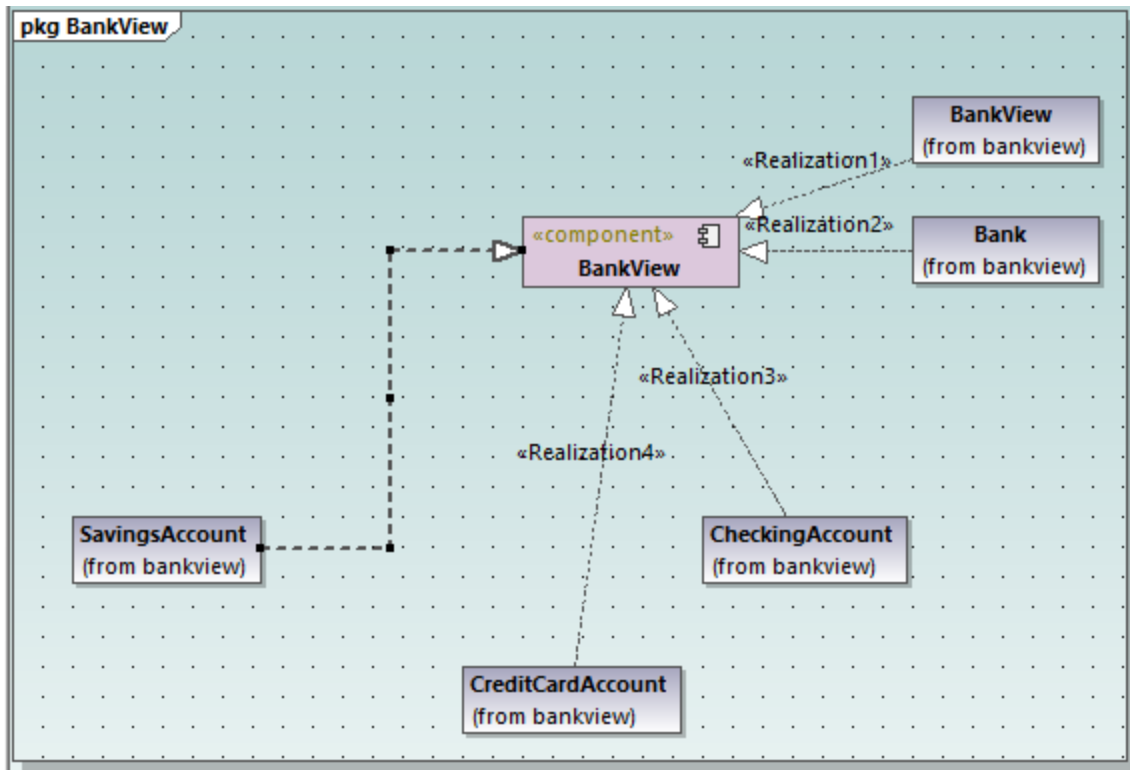 pkg BankView
BankView
(from bankview)
«Realization1»
«Realization2»
«component»
BankView
Bank
(from bankview)
«Realization3»
«Realization4»
SavingsAccount
(from bankview)
CheckingAccount
(from bankview)
CreditCardAccount
(from bankview)